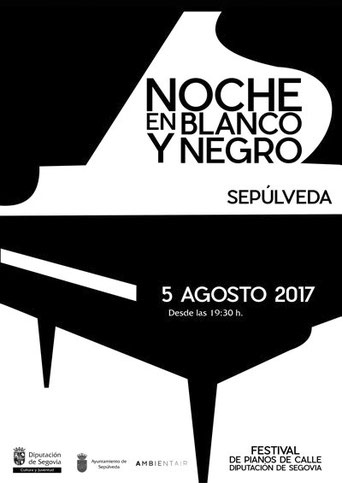 NOCHE
EN BLANCO
Y NEGRO
SEPÚLVEDA
5 AGOSTO 2017
Desde las 19:30 h.
Diputación
de Segovia
Cultura y Juventud
Ayuntamiento de
Sepúlveda
AMBIENTAIR
FESTIVAL
DE PIANOS DE CALLE
DIPUTACIÓN DE SEGOVIA